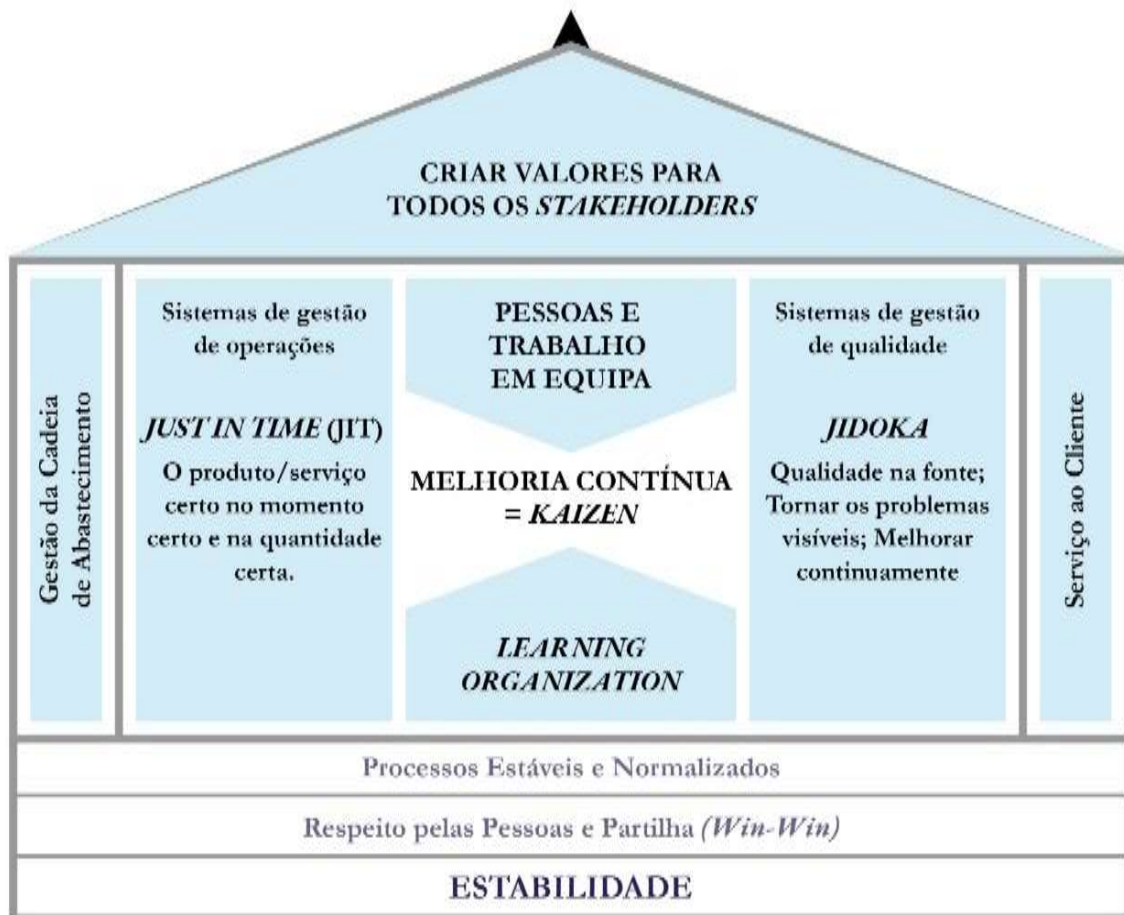 CRIAR VALORES PARA
TODOS OS STAKEHOLDERS
Gestão da Cadeia
de Abastecimento
Sistemas de gestão
de operações
JUST IN TIME (JIT)
O produto/serviço
certo no momento
certo e na quantidade
certa.
PESSOAS E
TRABALHO
EM EQUIPA
MELHORIA CONTÍNUA
= KAIZEN
LEARNING
ORGANIZATION
Sistemas de gestão
de qualidade
JIDOKA
Qualidade na fonte;
Tornar os problemas
visíveis; Melhorar
continuamente
Serviço ao Cliente
Processos Estáveis e Normalizados
Respeito pelas Pessoas e Partilha (Win-Win)
ESTABILIDADE